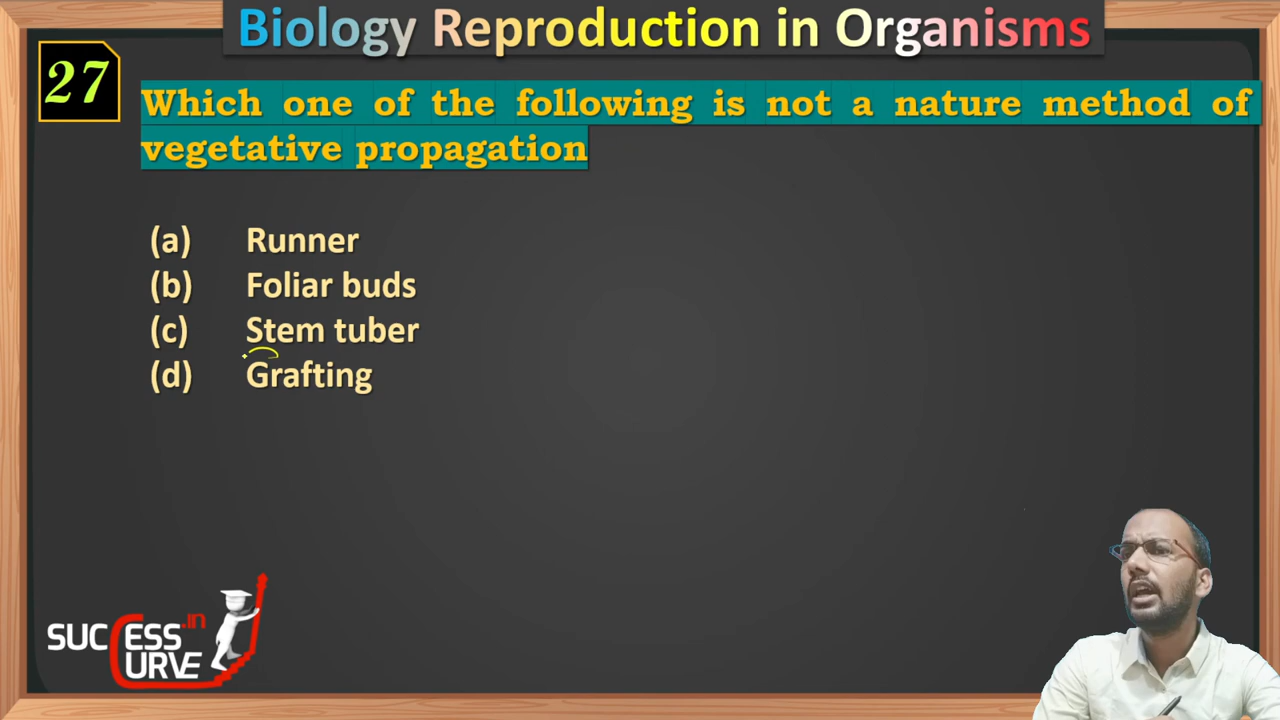 Biology Reproduction in Organisms
27
Which one of the following is not a nature method of
vegetative propagation
(a) Runner
(b) Foliar buds
(c) Stem tuber
(d) Grafting
SUCCESS.in
CURVE